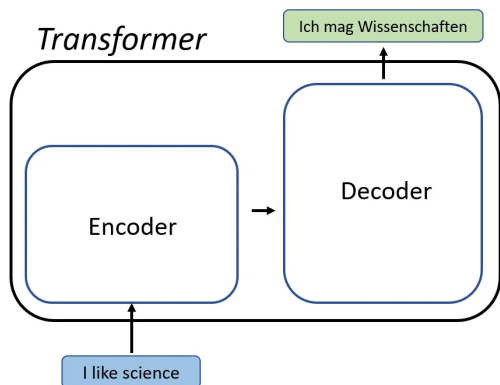 Transformer
Ich mag Wissenschaften
Encoder
Decoder
I like science